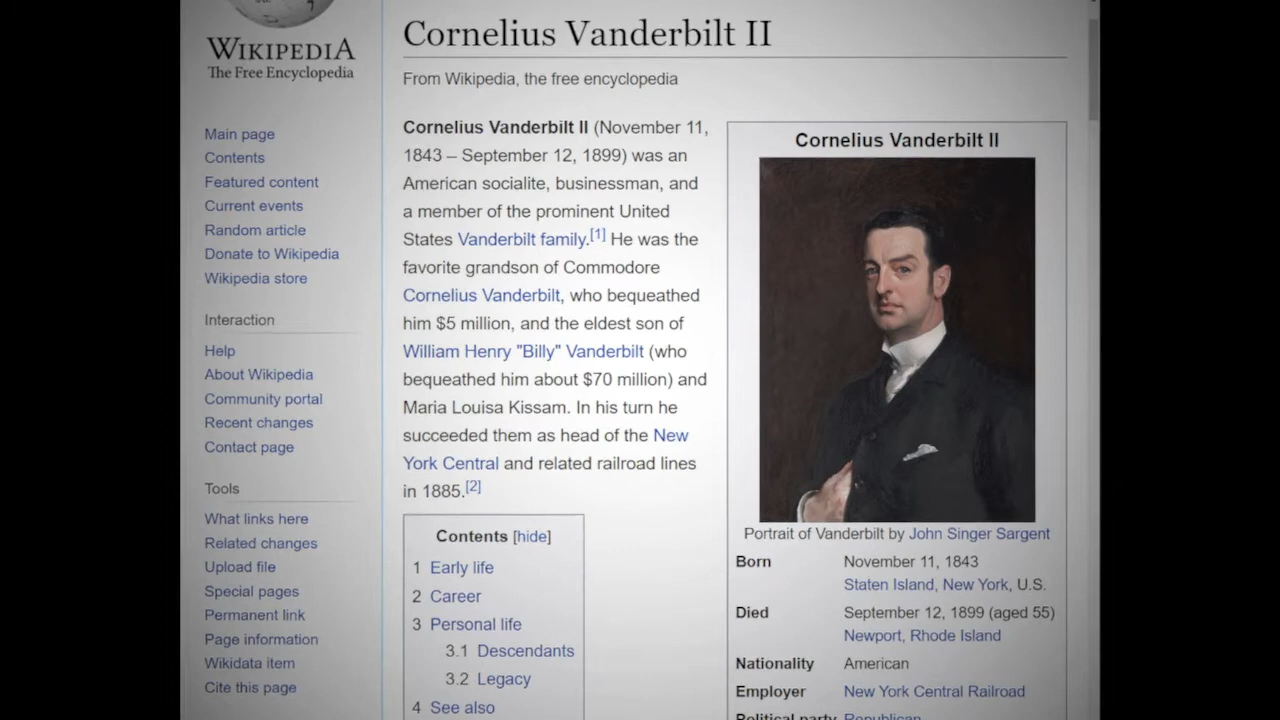 WIKIPEDIA
The Free Encyclopedia
Main page
Contents
Featured content
Current events
Random article
Donate to Wikipedia
Wikipedia store
Interaction
Help
About Wikipedia
Community portal
Recent changes
Contact page
Tools
What links here
Related changes
Upload file
Special pages
Permanent link
Page information
Wikidata item
Cite this page
Cornelius Vanderbilt II
From Wikipedia, the free encyclopedia
Cornelius Vanderbilt II (November 11,
1843 – September 12, 1899) was an
American socialite, businessman, and
a member of the prominent United
States Vanderbilt family.[1] He was the
favorite grandson of Commodore
Cornelius Vanderbilt, who bequeathed
him $5 million, and the eldest son of
William Henry "Billy" Vanderbilt (who
bequeathed him about $70 million) and
Maria Louisa Kissam. In his turn he
succeeded them as head of the New
York Central and related railroad lines
in 1885.[2]
Contents [hide]
1 Early life
2 Career
3 Personal life
3.1 Descendants
3.2 Legacy
4 See also
Cornelius Vanderbilt II
Portrait of Vanderbilt by John Singer Sargent
Born November 11, 1843
Staten Island, New York, U.S.
Died September 12, 1899 (aged 55)
Newport, Rhode Island
Nationality American
Employer New York Central Railroad
Political party Republican